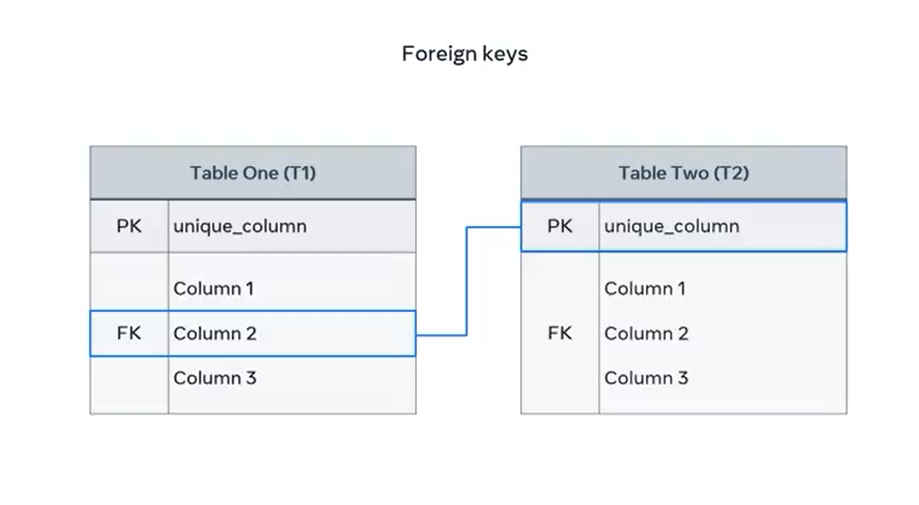 Foreign keys
Table One (T1)
PK unique_column
Column 1
FK Column 2
Column 3
Table Two (T2)
PK unique_column
Column 1
FK Column 2
Column 3